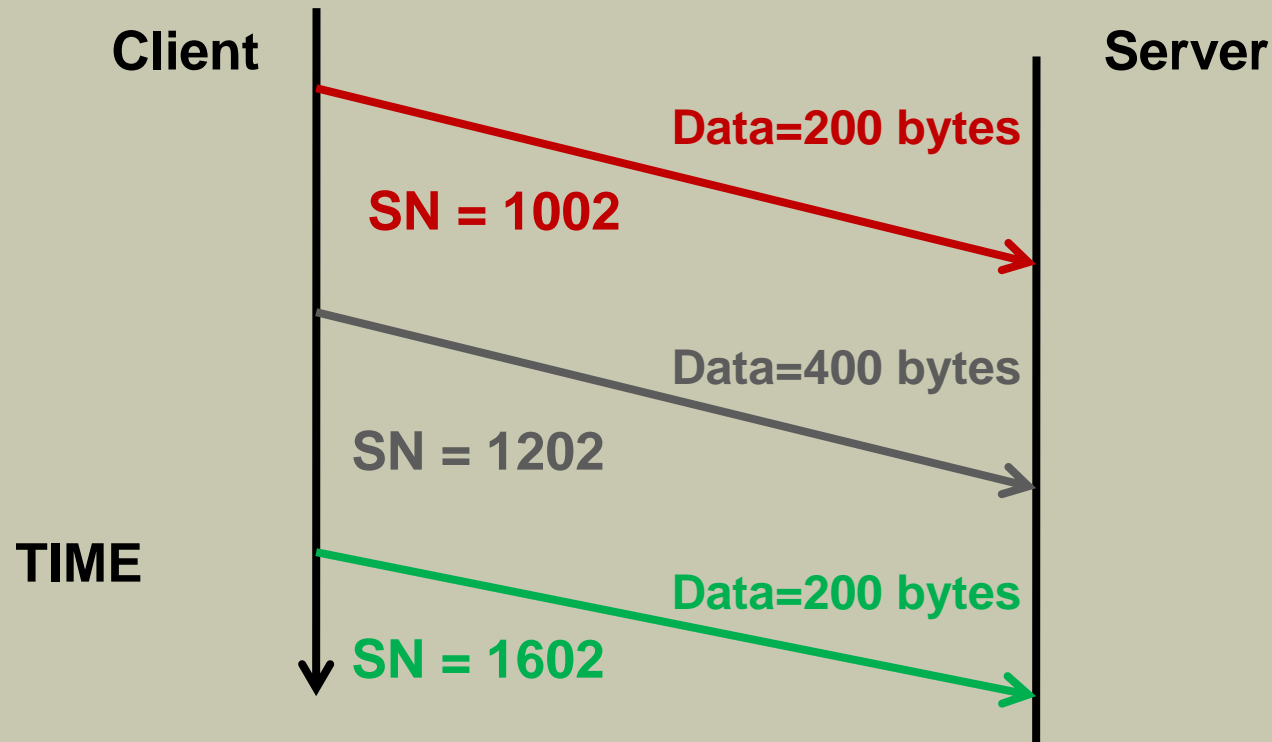 Client
Server
Data=200 bytes
SN = 1002
Data=400 bytes
SN = 1202
TIME
Data=200 bytes
SN = 1602